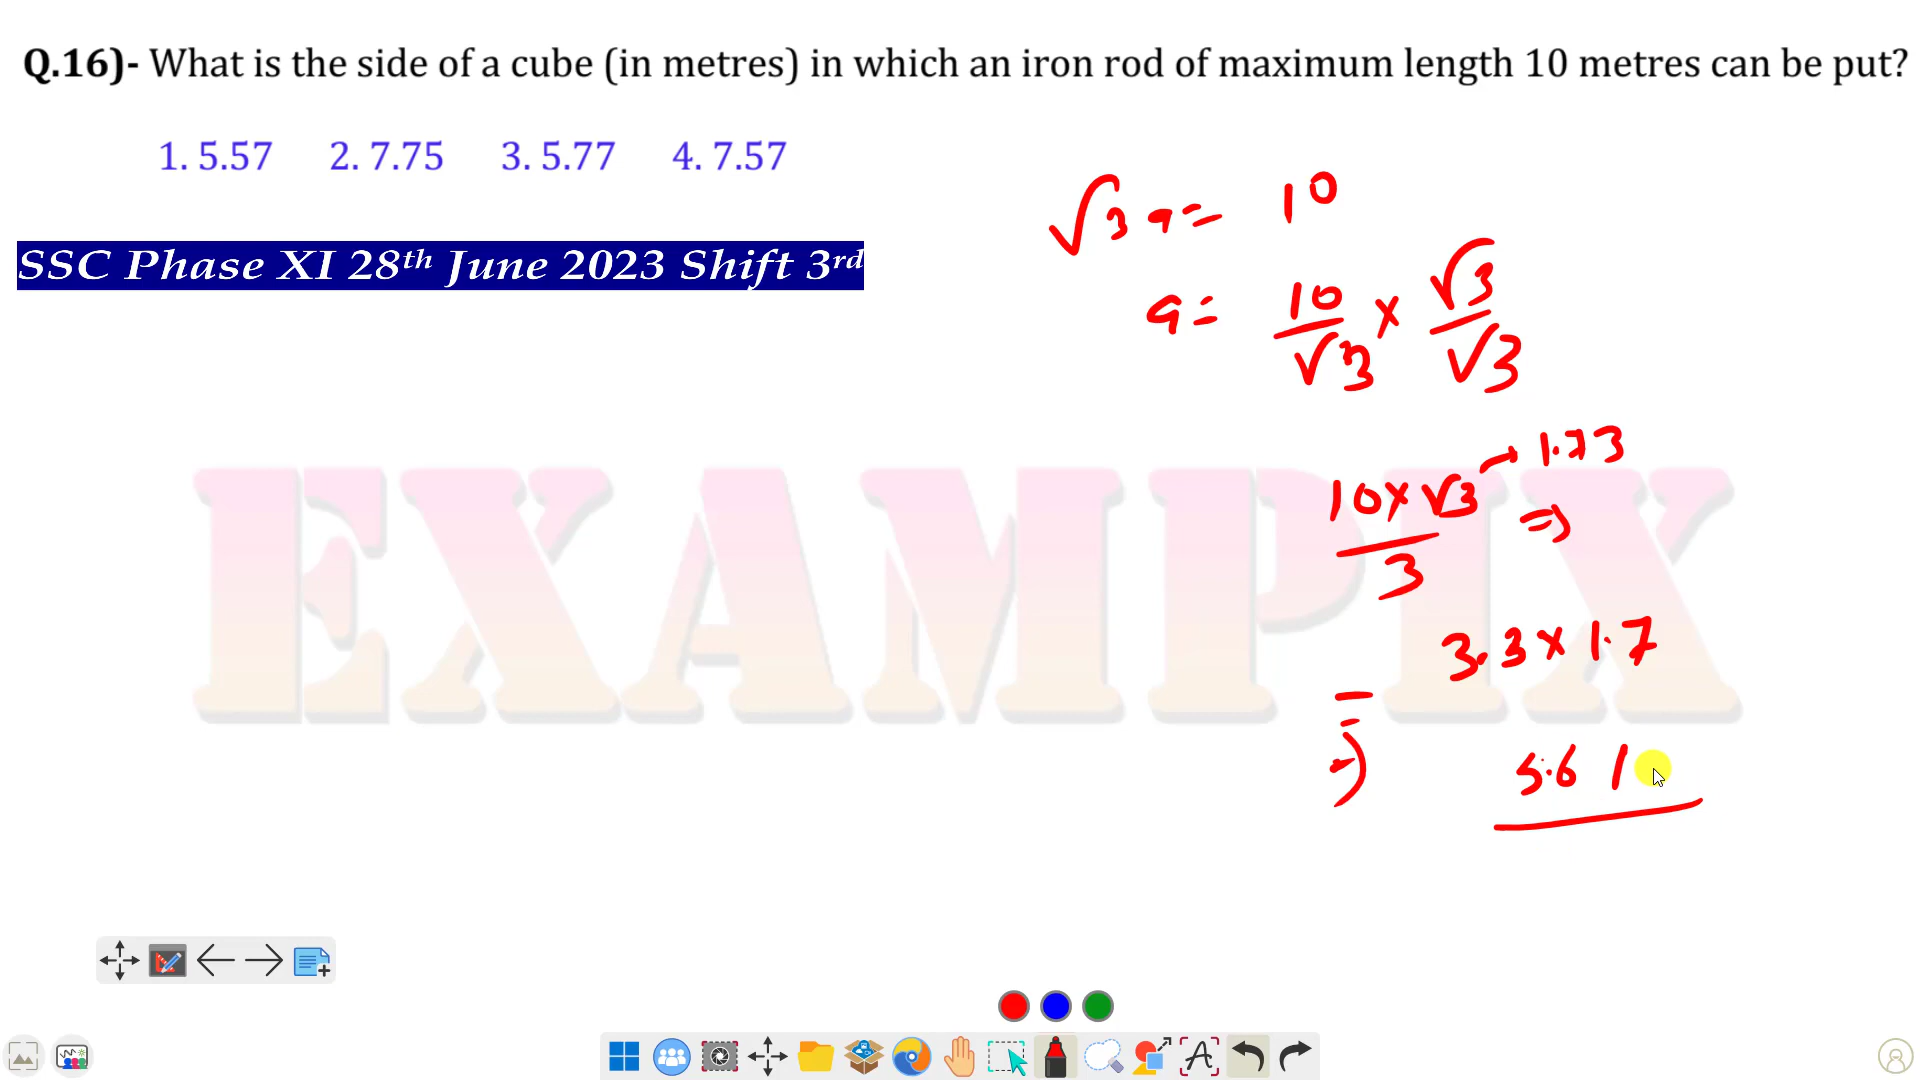 Q.16)- What is the side of a cube (in metres) in which an iron rod of maximum length 10 metres can be put?
1. 5.57 2. 7.75 3. 5.77 4. 7.57
SSC Phase XI 28th June 2023 Shift 3rd
√3 a = 10
a = 10/√3 × √3/√3
10×√3/3 → 1.73 ⇒
3.3 × 1.7
⇒ 5.6 1
EXAMPIX